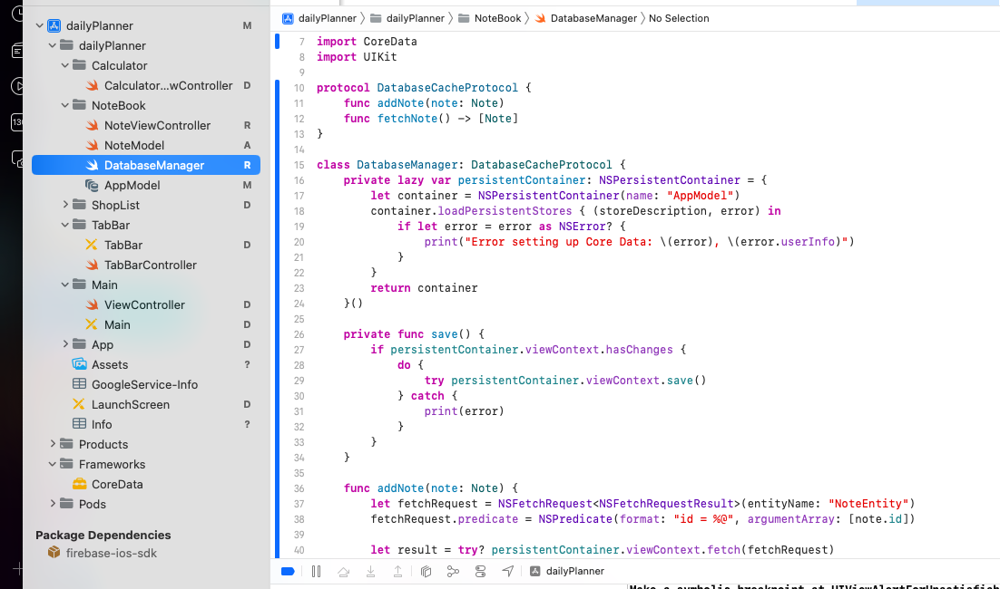 dailyPlanner M
dailyPlanner
Calculator
Calculator...wController D
NoteBook
NoteViewController R
NoteModel A
DatabaseManager R
AppModel M
ShopList D
TabBar
TabBar D
TabBarController
Main
ViewController D
Main D
App D
Assets ?
GoogleService-Info
LaunchScreen D
Info ?
Products
Frameworks
CoreData
Pods
Package Dependencies
firebase-ios-sdk
dailyPlanner dailyPlanner NoteBook DatabaseManager No Selection
7 import CoreData
8 import UIKit
9
10 protocol DatabaseCacheProtocol {
11     func addNote(note: Note)
12     func fetchNote() -> [Note]
13 }
14
15 class DatabaseManager: DatabaseCacheProtocol {
16     private lazy var persistentContainer: NSPersistentContainer = {
17         let container = NSPersistentContainer(name: "AppModel")
18         container.loadPersistentStores { (storeDescription, error) in
19             if let error = error as NSError? {
20                 print("Error setting up Core Data: \(error), \(error.userInfo)")
21             }
22         }
23         return container
24     }()
25
26     private func save() {
27         if persistentContainer.viewContext.hasChanges {
28             do {
29                 try persistentContainer.viewContext.save()
30             } catch {
31                 print(error)
32             }
33         }
34     }
35
36     func addNote(note: Note) {
37         let fetchRequest = NSFetchRequest<NSFetchRequestResult>(entityName: "NoteEntity")
38         fetchRequest.predicate = NSPredicate(format: "id = %@", argumentArray: [note.id])
39
40         let result = try? persistentContainer.viewContext.fetch(fetchRequest)
dailyPlanner